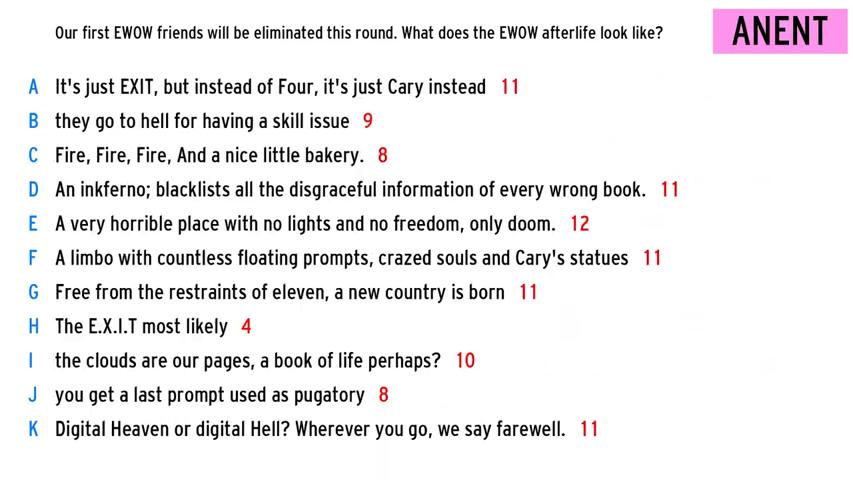 Our first EWOW friends will be eliminated this round. What does the EWOW afterlife look like?
ANENT
A It's just EXIT, but instead of Four, it's just Cary instead 11
B they go to hell for having a skill issue 9
C Fire, Fire, Fire, And a nice little bakery. 8
D An inkferno; blacklists all the disgraceful information of every wrong book. 11
E A very horrible place with no lights and no freedom, only doom. 12
F A limbo with countless floating prompts, crazed souls and Cary's statues 11
G Free from the restraints of eleven, a new country is born 11
H The E.X.I.T most likely 4
I the clouds are our pages, a book of life perhaps? 10
J you get a last prompt used as pugatory 8
K Digital Heaven or digital Hell? Wherever you go, we say farewell. 11